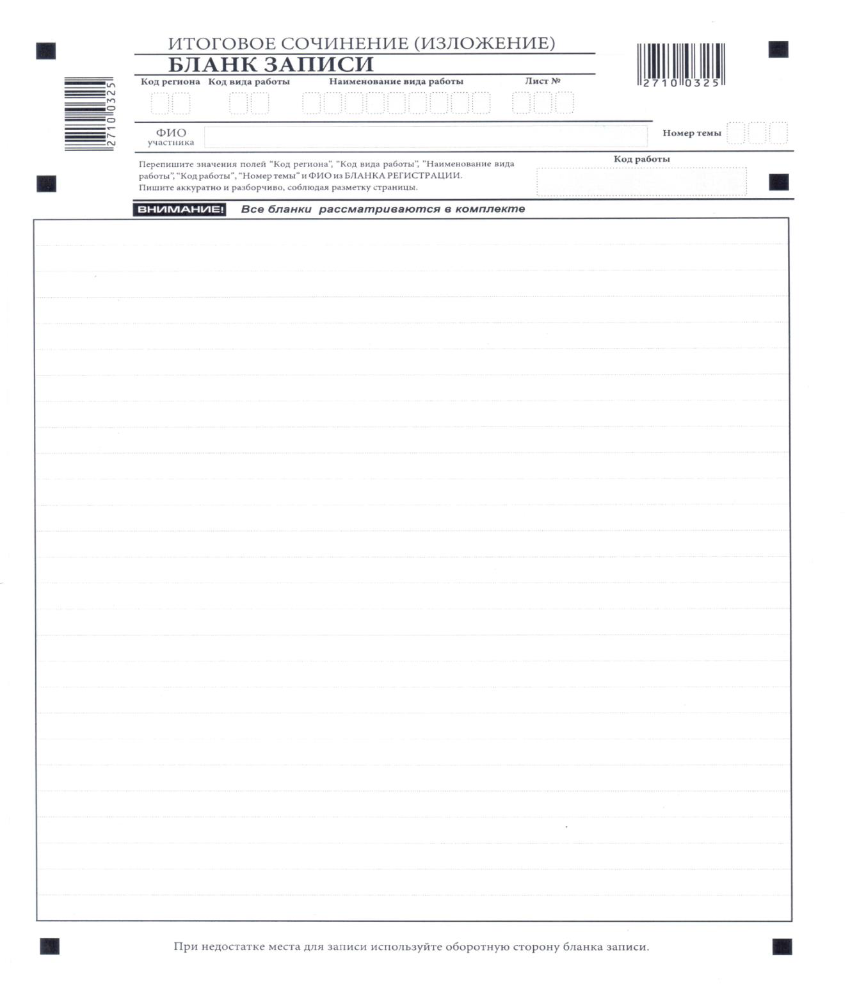 ИТОГОВОЕ СОЧИНЕНИЕ (ИЗЛОЖЕНИЕ)
БЛАНК ЗАПИСИ
2710 0325
2710 0325
Код региона Код вида работы Наименование вида работы Лист №
ФИО
участника
Номер темы
Перепишите значения полей “Код региона”, “Код вида работы”, ”Наименование вида
работы”, “Код работы”, “Номер темы” и ФИО из БЛАНКА РЕГИСТРАЦИИ.
Пишите аккуратно и разборчиво, соблюдая разметку страницы.
Код работы
ВНИМАНИЕ! Все бланки рассматриваются в комплекте
При недостатке места для записи используйте оборотную сторону бланка записи.